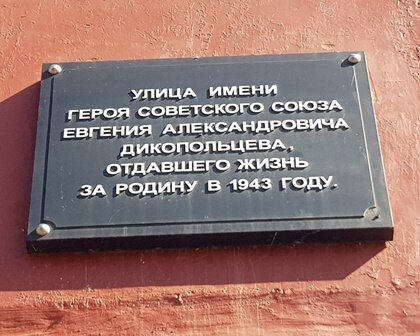 УЛИЦА ИМЕНИ
ГЕРОЯ СОВЕТСКОГО СОЮЗА
ЕВГЕНИЯ АЛЕКСАНДРОВИЧА
ДИКОПОЛЬЦЕВА,
ОТДАВШЕГО ЖИЗНЬ
ЗА РОДИНУ В 1943 ГОДУ.